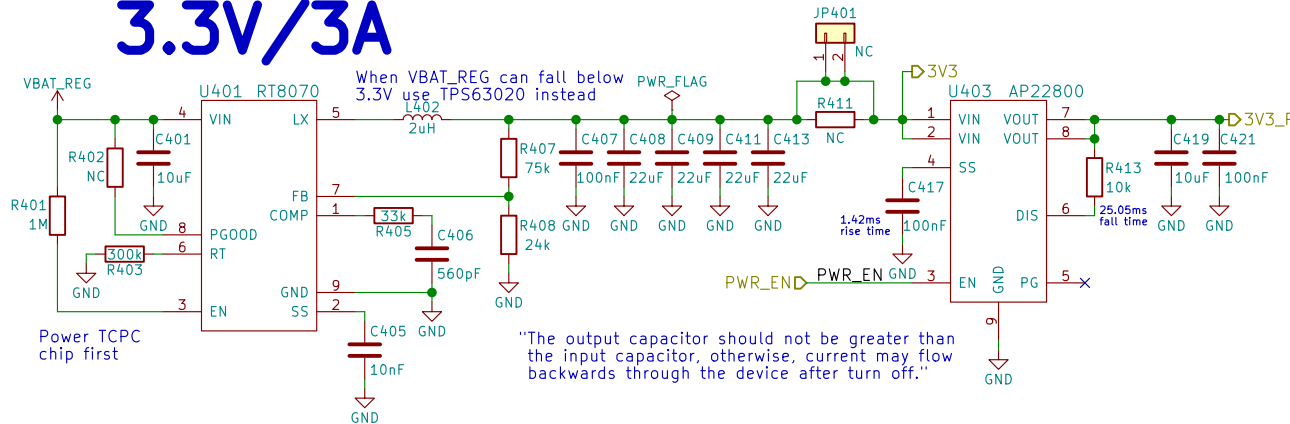 3.3V/3A
JP401
1
2
NC
VBAT_REG
When VBAT_REG can fall below
3.3V use TPS63020 instead
PWR_FLAG
3V3
U401 RT8070
L402
2uH
R411
NC
U403 AP22800
4 VIN
LX 5
1 VIN
VOUT 7
2 VIN
VOUT 8
3V3_
R402
NC
C401
10uF
GND
R401
1M
R407
75k
C407
100nF
GND
C408
22uF
GND
C409
22uF
GND
C411
22uF
GND
C413
22uF
GND
4 SS
C417
100nF
1.42ms
rise time
GND
R413
10k
C419
10uF
GND
C421
100nF
GND
FB 7
COMP 1
33k
R405
C406
560pF
R408
24k
GND
DIS 6
25.05ms
fall time
8 PGOOD
6 RT
300k
R403
GND
PWR_EN
PWR_EN
3 EN
GND
PG 5
9
GND
GND 9
SS 2
GND
3 EN
Power TCPC
chip first
C405
10nF
GND
"The output capacitor should not be greater than
the input capacitor, otherwise, current may flow
backwards through the device after turn off."